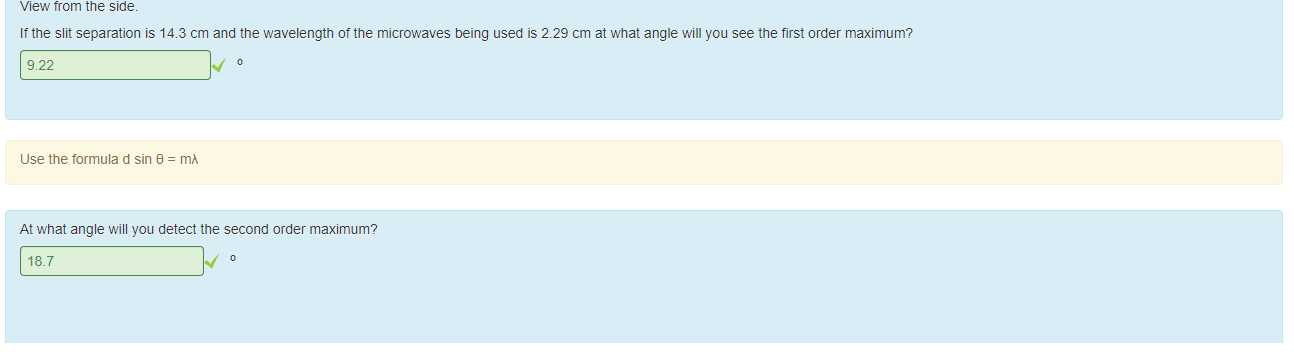 View from the side.
If the slit separation is 14.3 cm and the wavelength of the microwaves being used is 2.29 cm at what angle will you see the first order maximum?
9.22 o
Use the formula d sin θ = mλ
At what angle will you detect the second order maximum?
18.7 o